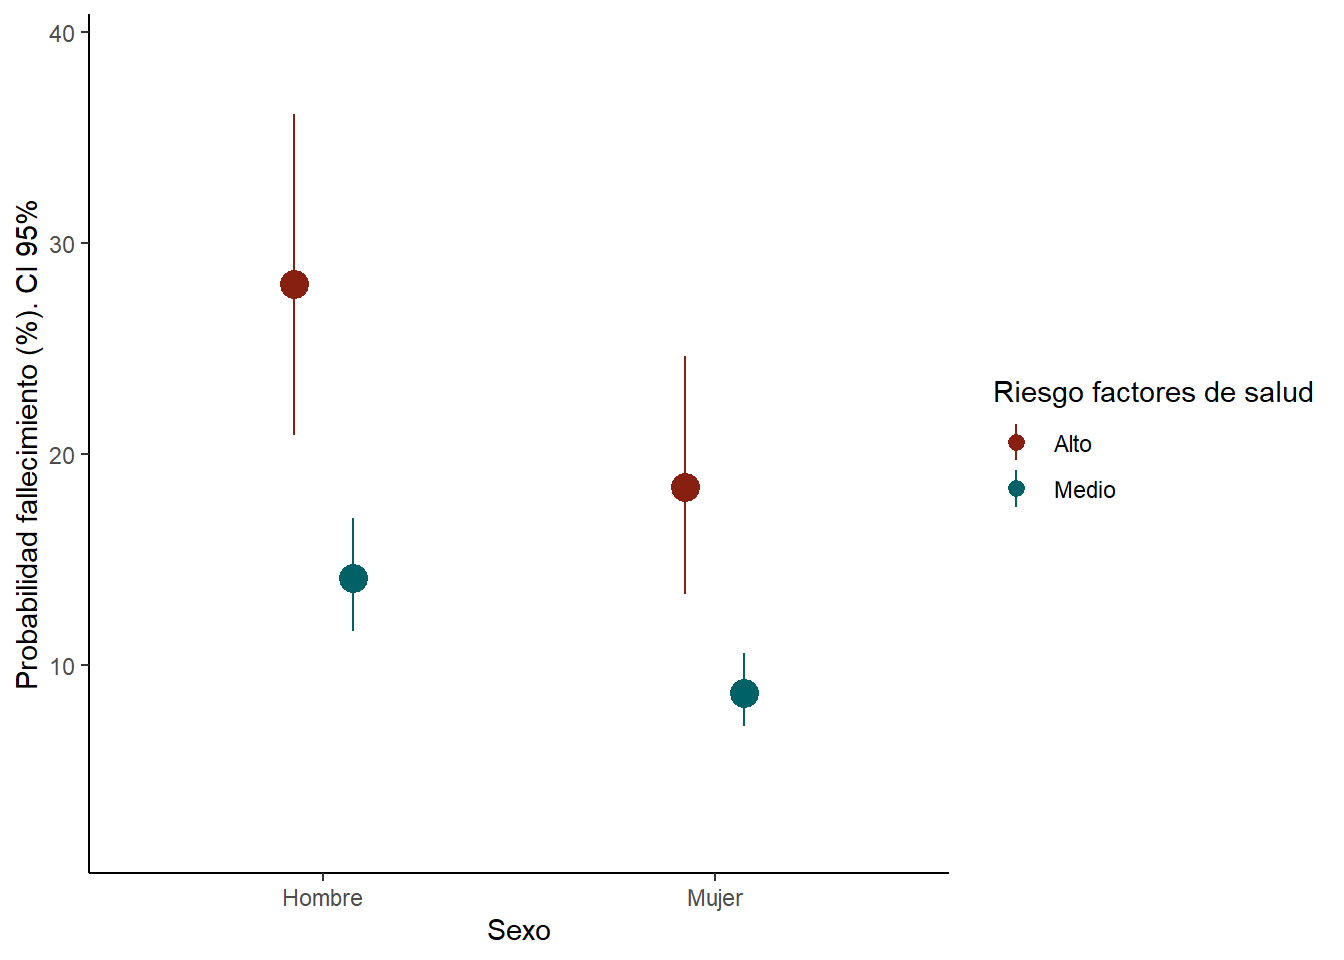 40
30
20
10
Probabilidad fallecimiento (%). CI 95%
Hombre
Mujer
Sexo
Riesgo factores de salud
Alto
Medio